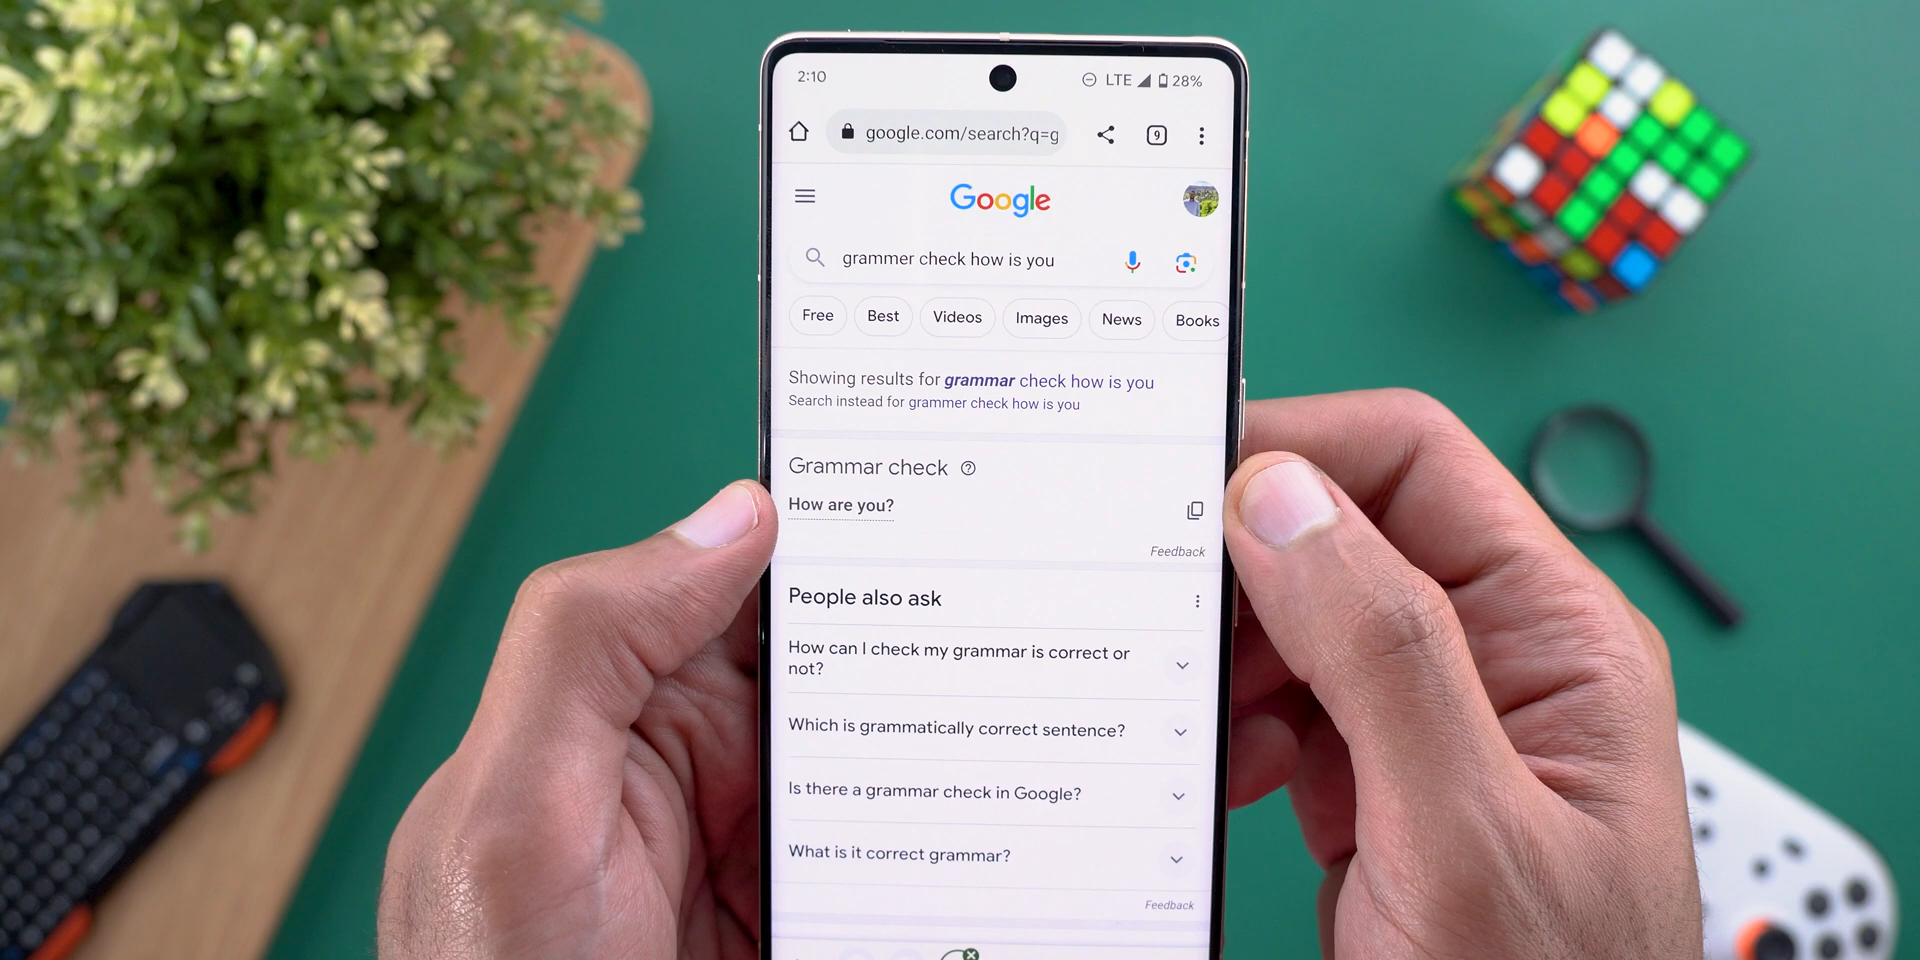 2:10
LTE 28%
google.com/search?q=g
9
Google
grammer check how is you
Free Best Videos Images News Books
Showing results for grammar check how is you
Search instead for grammer check how is you
Grammar check
How are you?
Feedback
People also ask
How can I check my grammar is correct or
not?
Which is grammatically correct sentence?
Is there a grammar check in Google?
What is it correct grammar?
Feedback